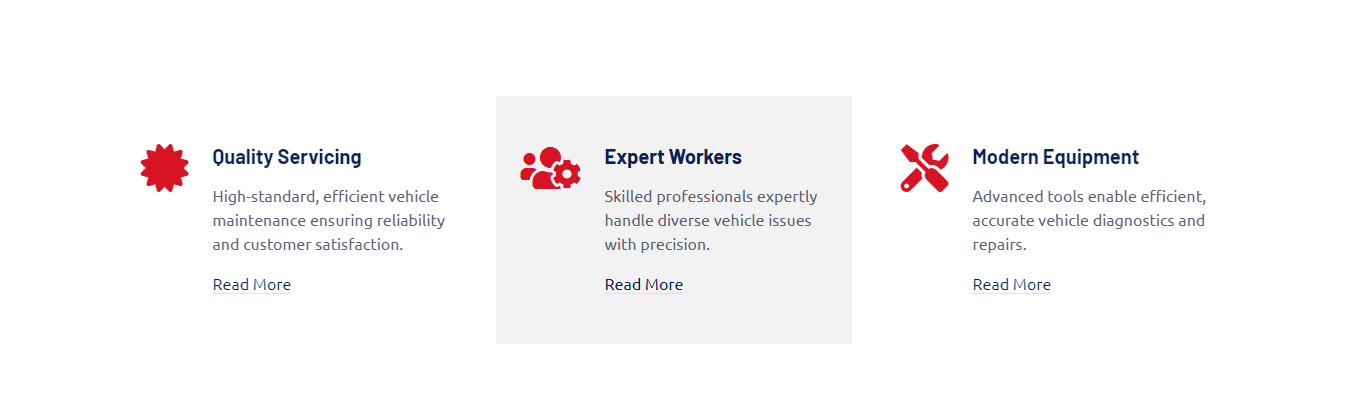 Quality Servicing
High-standard, efficient vehicle
maintenance ensuring reliability
and customer satisfaction.
Read More
Expert Workers
Skilled professionals expertly
handle diverse vehicle issues
with precision.
Read More
Modern Equipment
Advanced tools enable efficient,
accurate vehicle diagnostics and
repairs.
Read More